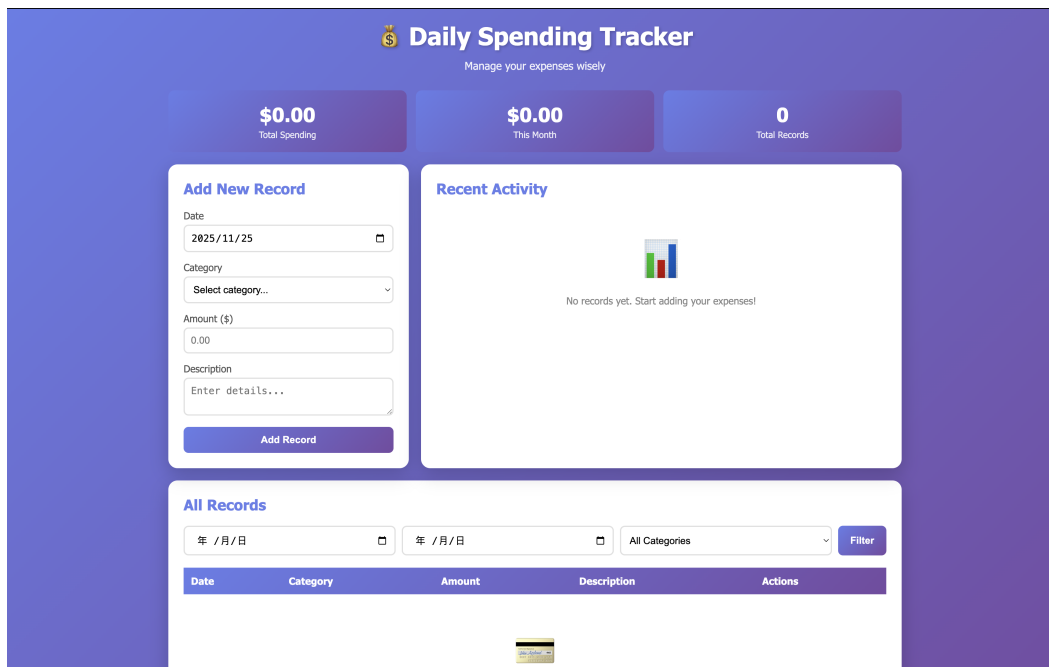 Daily Spending Tracker
Manage your expenses wisely
$0.00
Total Spending
$0.00
This Month
0
Total Records
Add New Record
Date
2025/11/25
Category
Select category...
Amount ($)
0.00
Description
Enter details...
Add Record
Recent Activity
No records yet. Start adding your expenses!
All Records
年 /月/日
年 /月/日
All Categories
Filter
Date Category Amount Description Actions